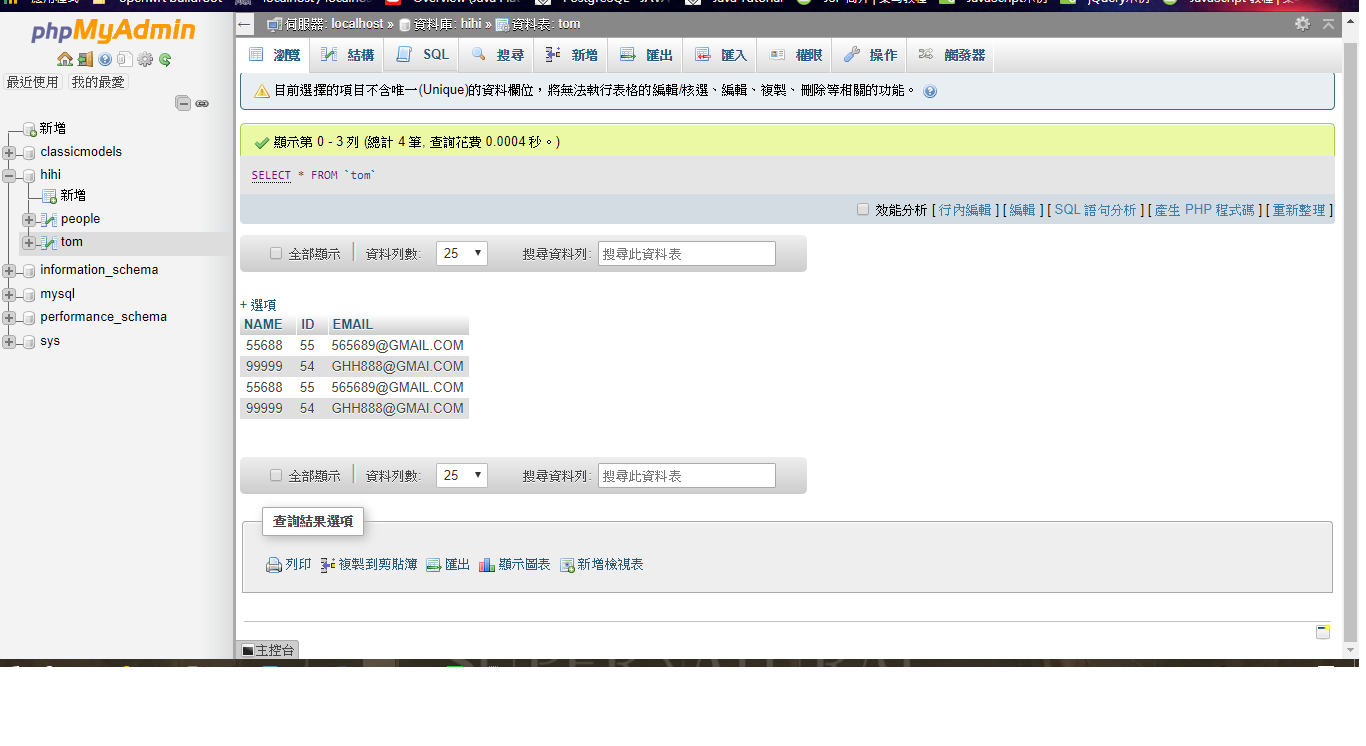 phpMyAdmin
最近使用 我的最愛
新增
classicmodels
hihi
新增
people
tom
information_schema
mysql
performance_schema
sys
伺服器: localhost » 資料庫: hihi » 資料表: tom
瀏覽 結構 SQL 搜尋 新增 匯出 匯入 權限 操作 觸發器
目前選擇的項目不含唯一(Unique)的資料欄位，將無法執行表格的編輯/核選、編輯、複製、刪除等相關的功能。
顯示第 0 - 3 列 (總計 4 筆, 查詢花費 0.0004 秒。)
SELECT * FROM `tom`
效能分析 [ 行內編輯 ] [ 編輯 ] [ SQL 語句分析 ] [ 產生 PHP 程式碼 ] [ 重新整理 ]
全部顯示 資料列數: 25 搜尋資料列: 搜尋此資料表
+ 選項
NAME ID EMAIL
55688 55 565689@GMAIL.COM
99999 54 GHH888@GMAI.COM
55688 55 565689@GMAIL.COM
99999 54 GHH888@GMAI.COM
全部顯示 資料列數: 25 搜尋資料列: 搜尋此資料表
查詢結果選項
列印 複製到剪貼簿 匯出 顯示圖表 新增檢視表
主控台